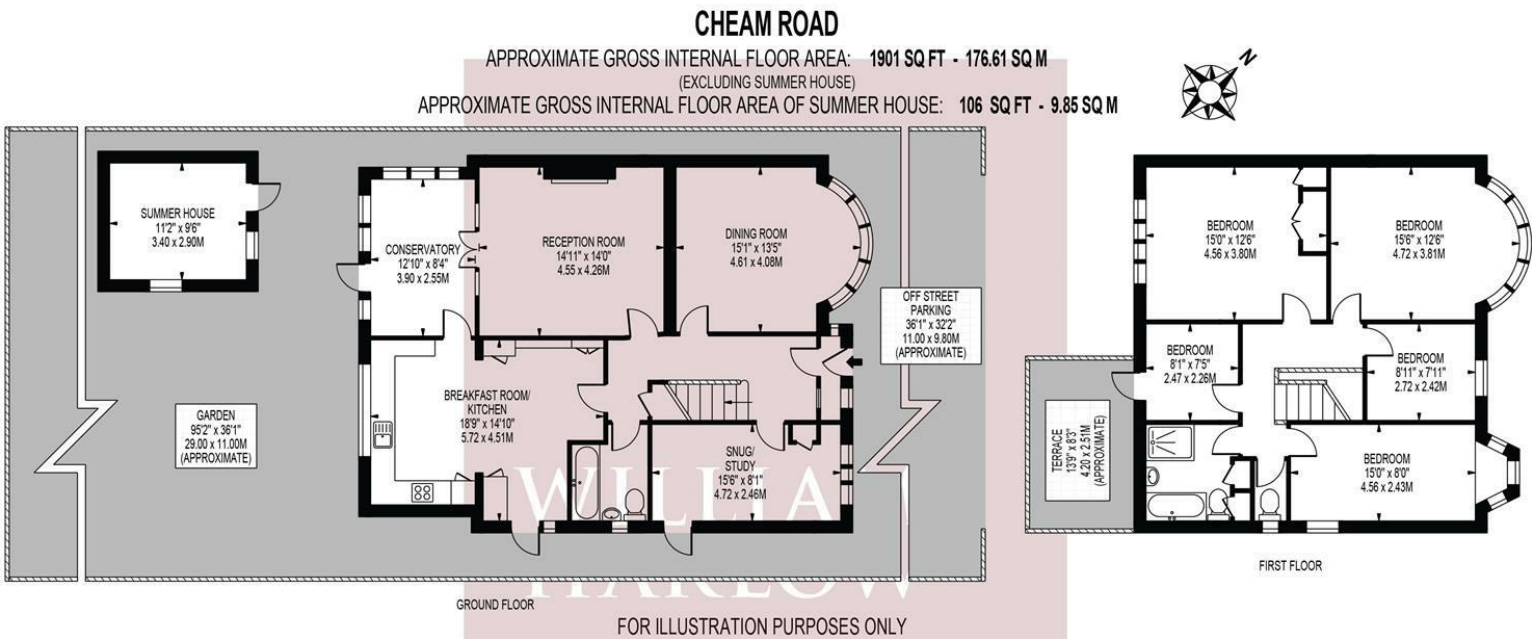 CHEAM ROAD
APPROXIMATE GROSS INTERNAL FLOOR AREA: 1901 SQ FT - 176.61 SQ M
(EXCLUDING SUMMER HOUSE)
APPROXIMATE GROSS INTERNAL FLOOR AREA OF SUMMER HOUSE: 106 SQ FT - 9.85 SQ M
N
SUMMER HOUSE
11'2" x 9'6"
3.40 x 2.90M
CONSERVATORY
12'10" x 8'4"
3.90 x 2.55M
RECEPTION ROOM
14'11" x 14'0"
4.55 x 4.26M
DINING ROOM
15'1" x 13'5"
4.61 x 4.08M
OFF STREET
PARKING
36'1" x 32'2"
11.00 x 9.80M
(APPROXIMATE)
GARDEN
95'2" x 36'1"
29.00 x 11.00M
(APPROXIMATE)
BREAKFAST ROOM/
KITCHEN
18'9" x 14'10"
5.72 x 4.51M
SNUG/
STUDY
15'6" x 8'1"
4.72 x 2.46M
GROUND FLOOR
BEDROOM
15'0" x 12'6"
4.56 x 3.80M
BEDROOM
15'6" x 12'6"
4.72 x 3.81M
BEDROOM
8'1" x 7'5"
2.47 x 2.26M
BEDROOM
8'11" x 7'11"
2.72 x 2.42M
TERRACE
13'9" x 8'3"
4.20 x 2.51M
(APPROXIMATE)
BEDROOM
15'0" x 8'0"
4.56 x 2.43M
FIRST FLOOR
WILLIA
HARLOW
FOR ILLUSTRATION PURPOSES ONLY